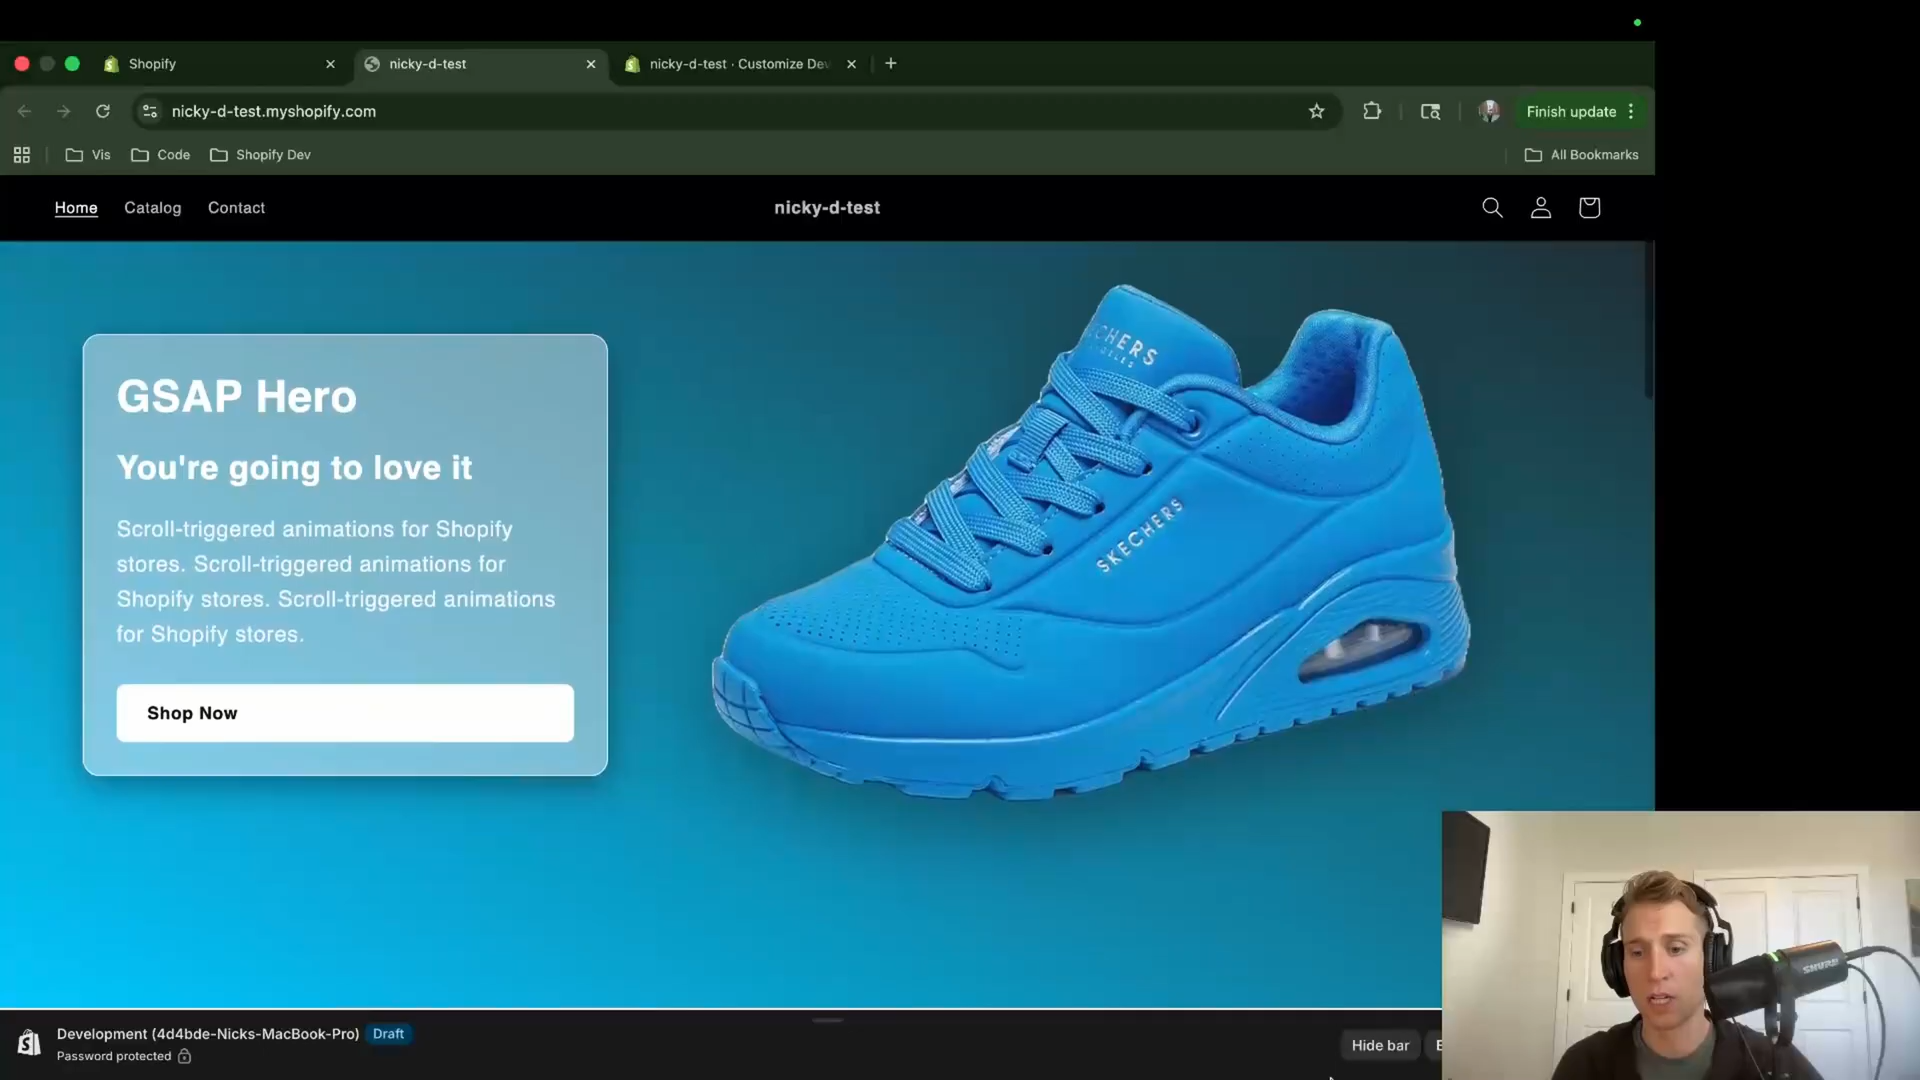 Shopify
nicky-d-test
nicky-d-test · Customize Dev
nicky-d-test.myshopify.com
Finish update
Vis
Code
Shopify Dev
All Bookmarks
Home
Catalog
Contact
nicky-d-test
GSAP Hero
You're going to love it
Scroll-triggered animations for Shopify
stores. Scroll-triggered animations for
Shopify stores. Scroll-triggered animations
for Shopify stores.
Shop Now
SKECHERS
Development (4d4bde-Nicks-MacBook-Pro)
Draft
Password protected
Hide bar
SHURE